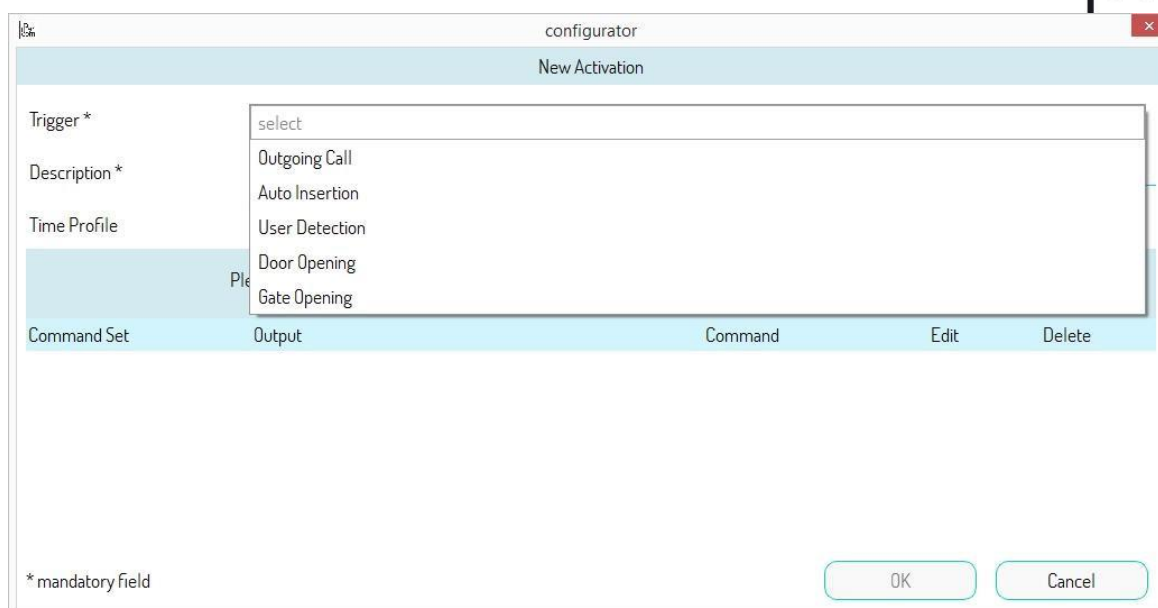 configurator
New Activation
Trigger *
select
Outgoing Call
Description *
Auto Insertion
User Detection
Time Profile
Door Opening
Ple
Gate Opening
Command Set Output Command Edit Delete
* mandatory field OK Cancel